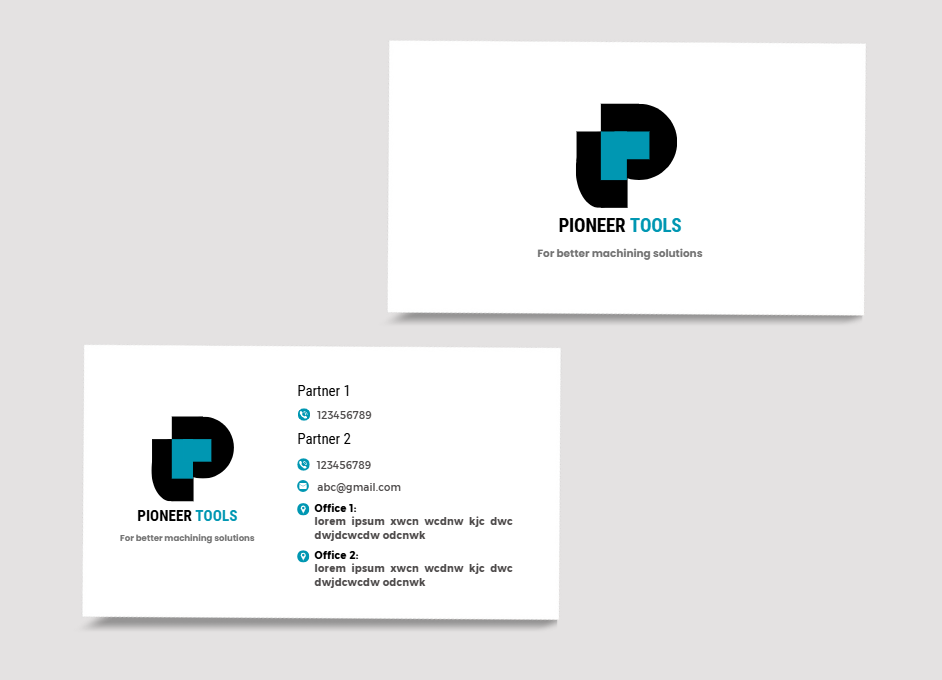 PIONEER TOOLS
For better machining solutions
PIONEER TOOLS
For better machining solutions
Partner 1
123456789
Partner 2
123456789
abc@gmail.com
Office 1:
lorem ipsum xwcn wcdnw kjc dwc
dwjdcwcdw odcnwk
Office 2:
lorem ipsum xwcn wcdnw kjc dwc
dwjdcwcdw odcnwk